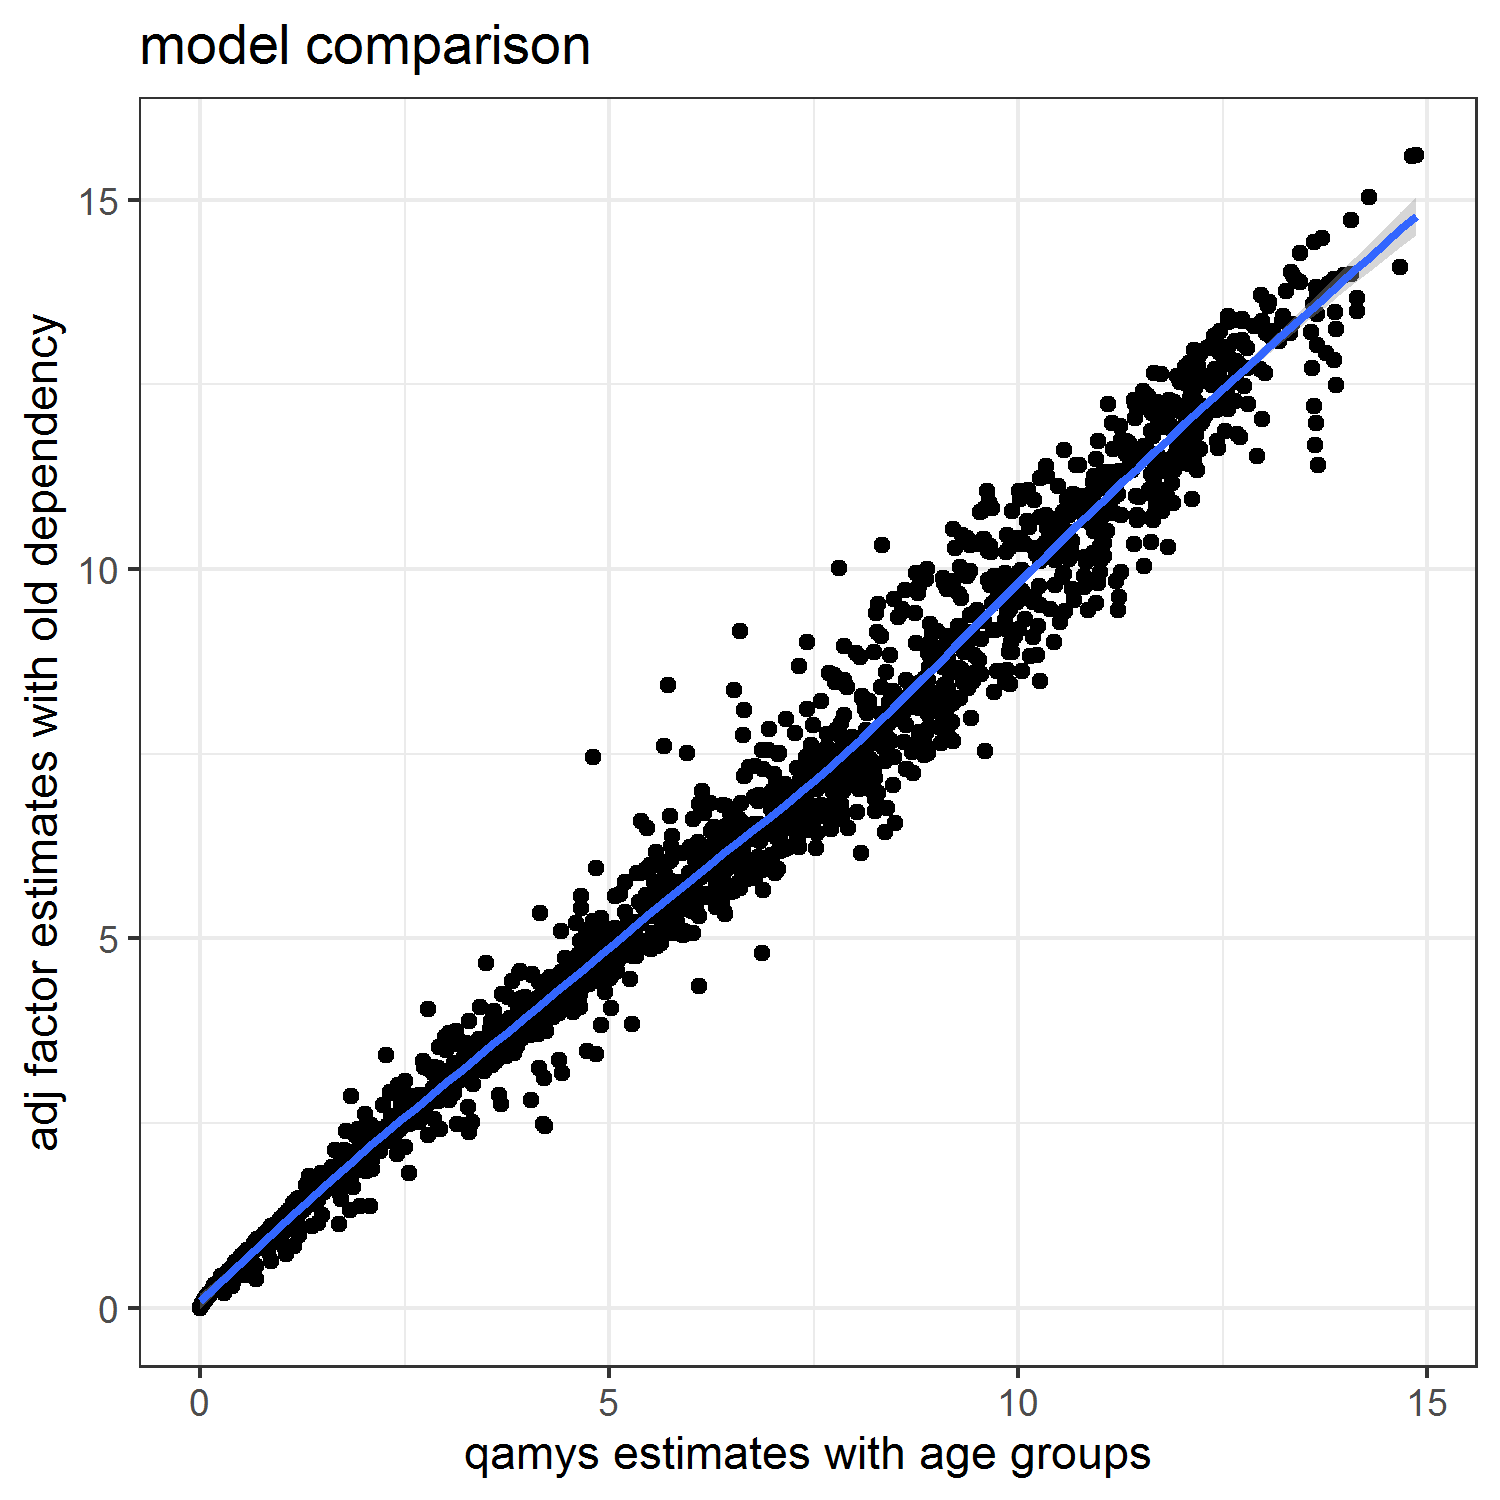 model comparison
adj factor estimates with old dependency
15
10
5
0
0
5
10
15
qamys estimates with age groups